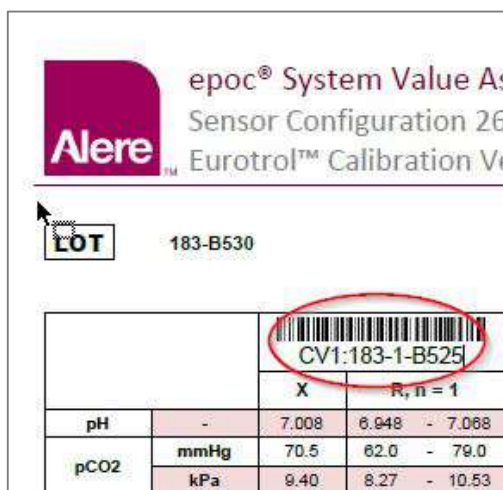 epoc® System Value As
Sensor Configuration 26
Alere™
Eurotrol™ Calibration Ve
LOT 183-B530
CV1:183-1-B525
X R, n = 1
pH - 7.008 6.948 - 7.068
pCO2 mmHg 70.5 62.0 - 79.0
kPa 9.40 8.27 - 10.53